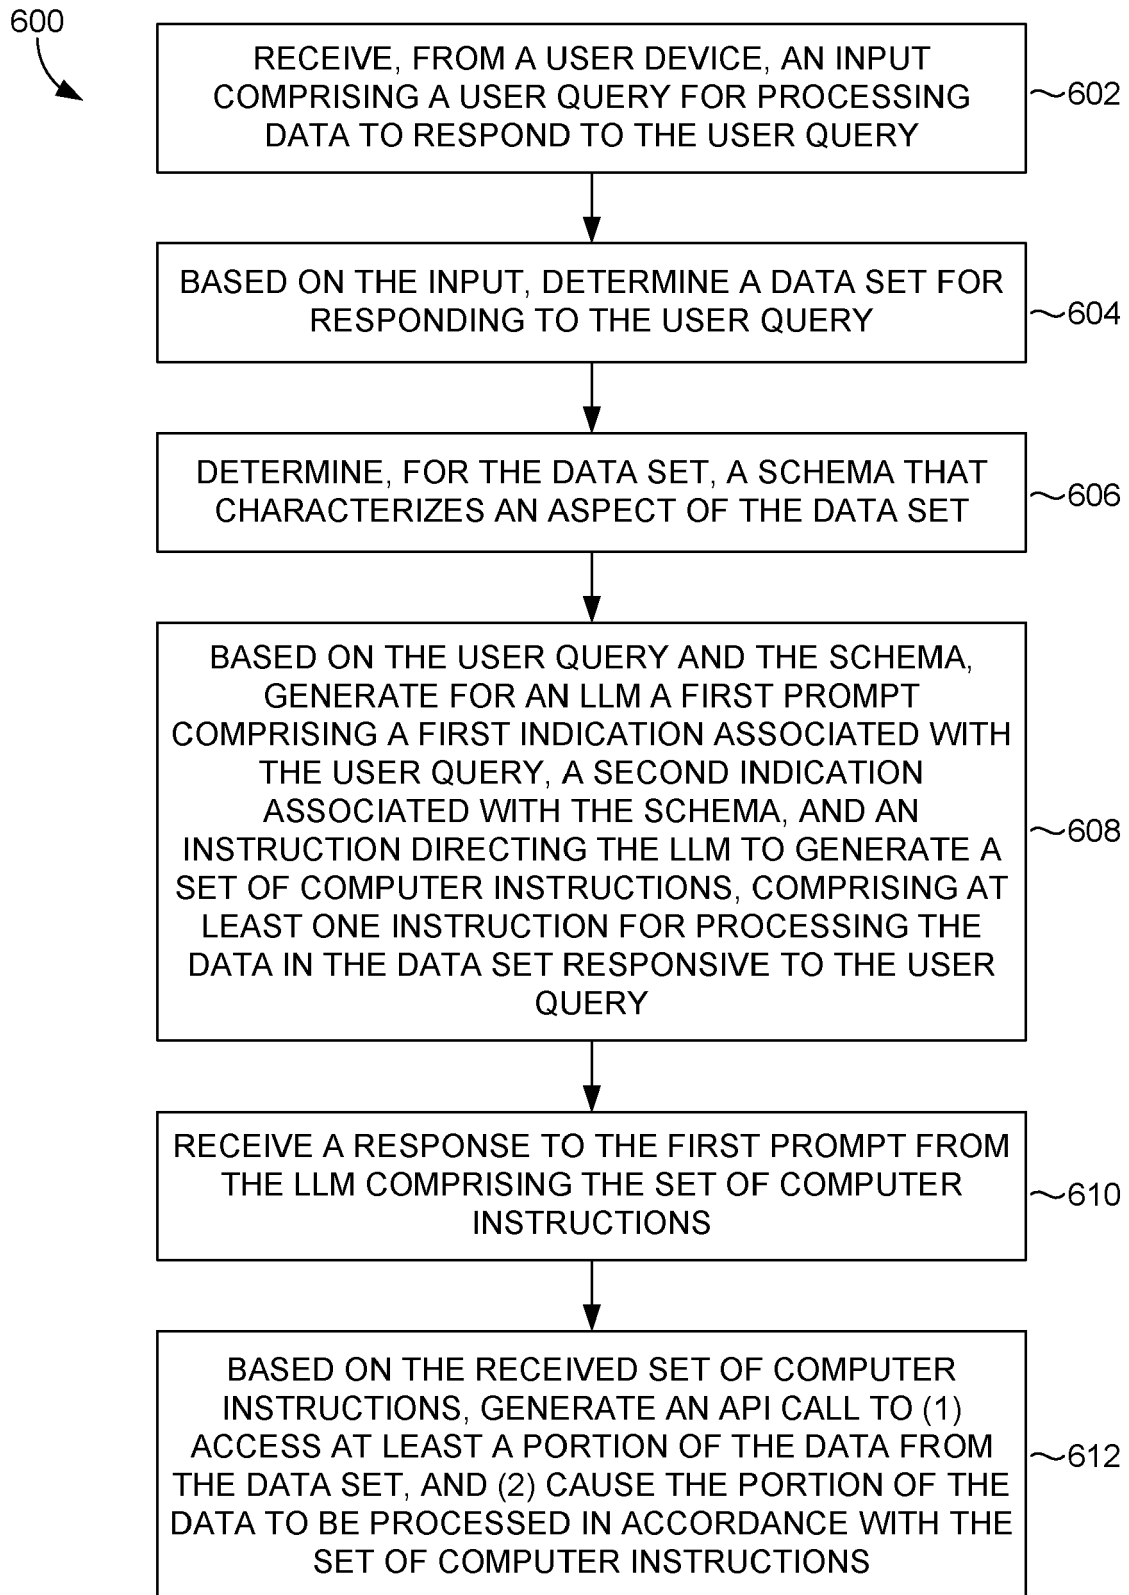 600
RECEIVE, FROM A USER DEVICE, AN INPUT
COMPRISING A USER QUERY FOR PROCESSING
DATA TO RESPOND TO THE USER QUERY
602
BASED ON THE INPUT, DETERMINE A DATA SET FOR
RESPONDING TO THE USER QUERY
604
DETERMINE, FOR THE DATA SET, A SCHEMA THAT
CHARACTERIZES AN ASPECT OF THE DATA SET
606
BASED ON THE USER QUERY AND THE SCHEMA,
GENERATE FOR AN LLM A FIRST PROMPT
COMPRISING A FIRST INDICATION ASSOCIATED WITH
THE USER QUERY, A SECOND INDICATION
ASSOCIATED WITH THE SCHEMA, AND AN
INSTRUCTION DIRECTING THE LLM TO GENERATE A
SET OF COMPUTER INSTRUCTIONS, COMPRISING AT
LEAST ONE INSTRUCTION FOR PROCESSING THE
DATA IN THE DATA SET RESPONSIVE TO THE USER
QUERY
608
RECEIVE A RESPONSE TO THE FIRST PROMPT FROM
THE LLM COMPRISING THE SET OF COMPUTER
INSTRUCTIONS
610
BASED ON THE RECEIVED SET OF COMPUTER
INSTRUCTIONS, GENERATE AN API CALL TO (1)
ACCESS AT LEAST A PORTION OF THE DATA FROM
THE DATA SET, AND (2) CAUSE THE PORTION OF THE
DATA TO BE PROCESSED IN ACCORDANCE WITH THE
SET OF COMPUTER INSTRUCTIONS
612